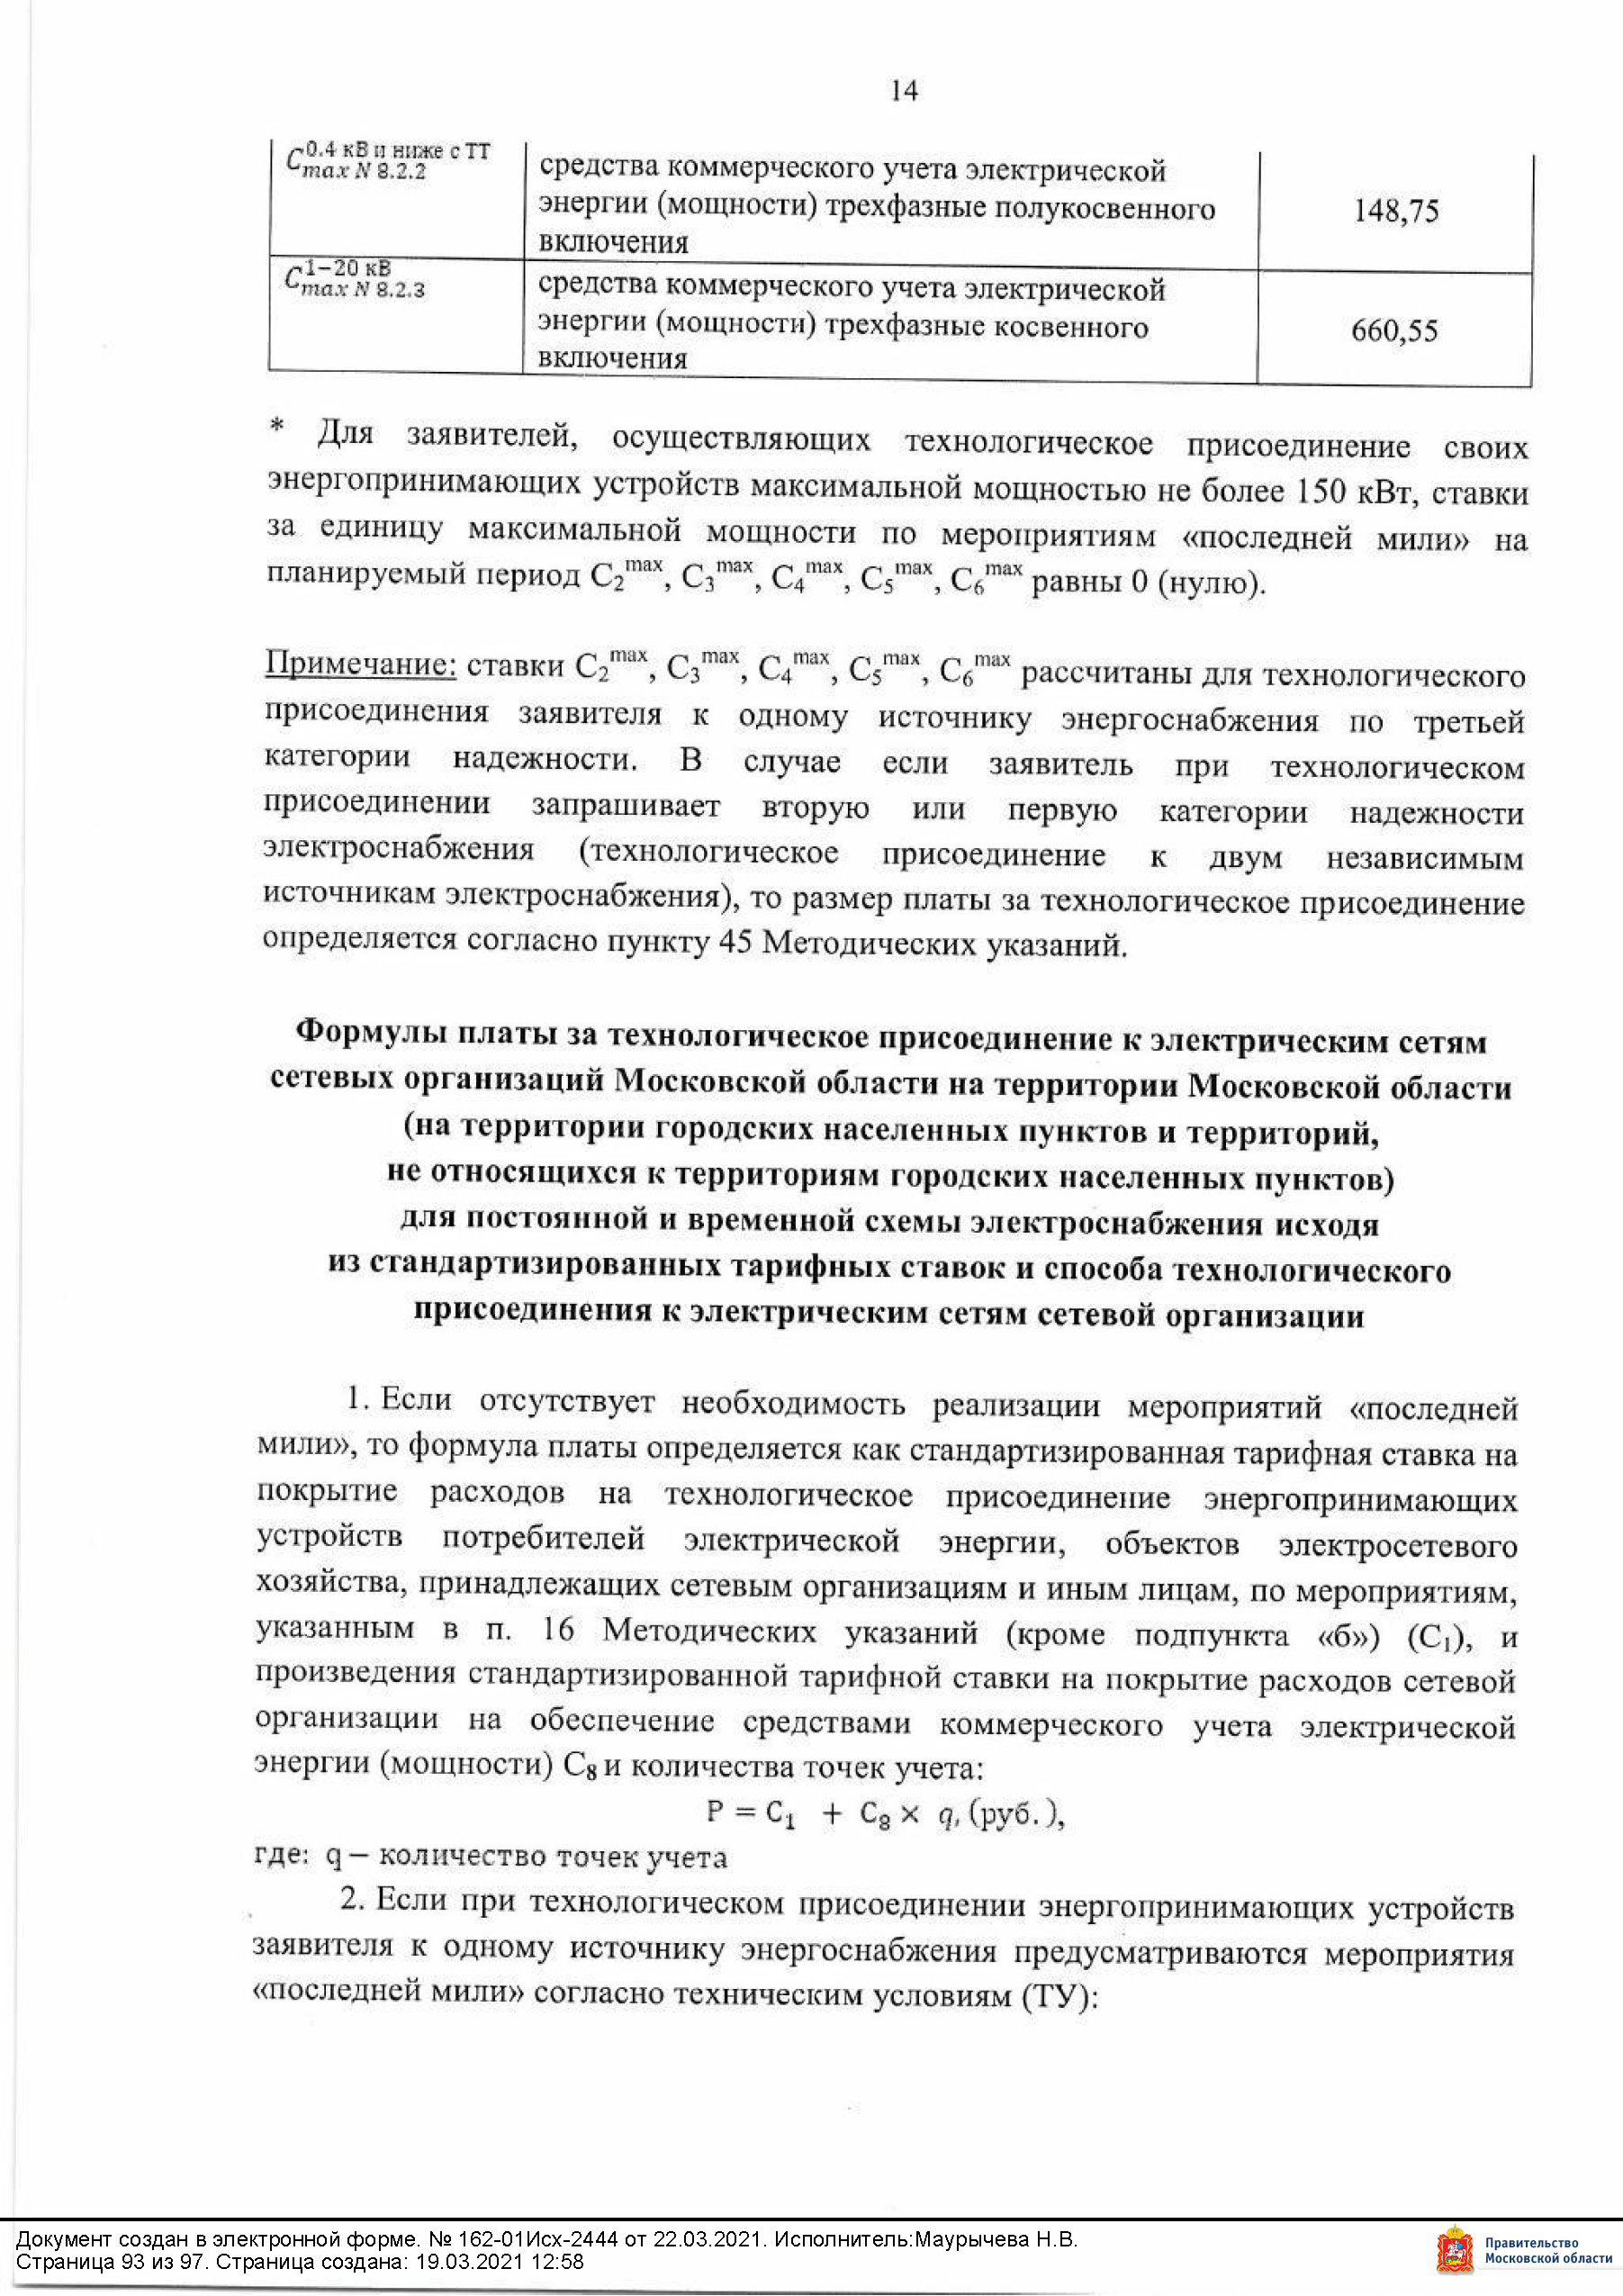 14
C 0.4 кВ и ниже с ТТ max N 8.2.2
средства коммерческого учета электрической
энергии (мощности) трехфазные полукосвенного
включения
148,75
C 1–20 кВ max N 8.2.3
средства коммерческого учета электрической
энергии (мощности) трехфазные косвенного
включения
660,55
* Для заявителей, осуществляющих технологическое присоединение своих
энергопринимающих устройств максимальной мощностью не более 150 кВт, ставки
за единицу максимальной мощности по мероприятиям «последней мили» на
планируемый период С₂max, С₃max, С₄max, С₅max, С₆max равны 0 (нулю).
Примечание: ставки С₂max, С₃max, С₄max, С₅max, С₆max рассчитаны для технологического
присоединения заявителя к одному источнику энергоснабжения по третьей
категории надежности. В случае если заявитель при технологическом
присоединении запрашивает вторую или первую категории надежности
электроснабжения (технологическое присоединение к двум независимым
источникам электроснабжения), то размер платы за технологическое присоединение
определяется согласно пункту 45 Методических указаний.
Формулы платы за технологическое присоединение к электрическим сетям
сетевых организаций Московской области на территории Московской области
(на территории городских населенных пунктов и территорий,
не относящихся к территориям городских населенных пунктов)
для постоянной и временной схемы электроснабжения исходя
из стандартизированных тарифных ставок и способа технологического
присоединения к электрическим сетям сетевой организации
1. Если отсутствует необходимость реализации мероприятий «последней
мили», то формула платы определяется как стандартизированная тарифная ставка на
покрытие расходов на технологическое присоединение энергопринимающих
устройств потребителей электрической энергии, объектов электросетевого
хозяйства, принадлежащих сетевым организациям и иным лицам, по мероприятиям,
указанным в п. 16 Методических указаний (кроме подпункта «б») (С₁), и
произведения стандартизированной тарифной ставки на покрытие расходов сетевой
организации на обеспечение средствами коммерческого учета электрической
энергии (мощности) С₈ и количества точек учета:
P = C₁ + C₈ × q, (руб.),
где: q – количество точек учета
2. Если при технологическом присоединении энергопринимающих устройств
заявителя к одному источнику энергоснабжения предусматриваются мероприятия
«последней мили» согласно техническим условиям (ТУ):
Документ создан в электронной форме. № 162-01Исх-2444 от 22.03.2021. Исполнитель:Маурычева Н.В.
Страница 93 из 97. Страница создана: 19.03.2021 12:58
Правительство
Московской области